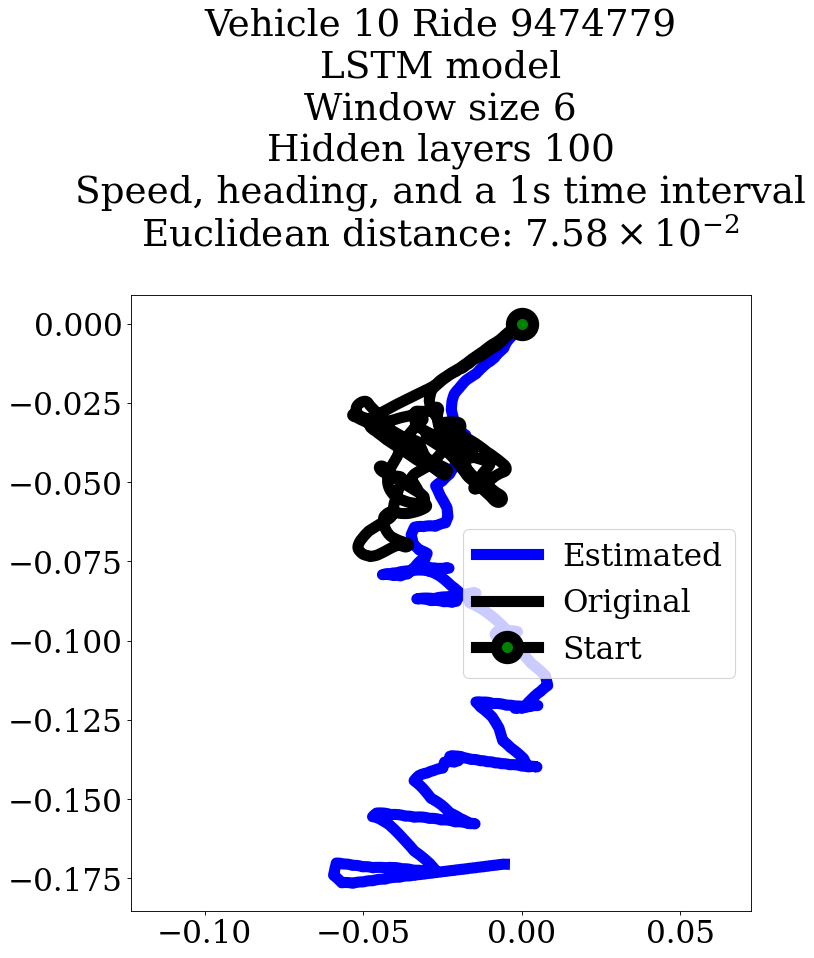 Vehicle 10 Ride 9474779
LSTM model
Window size 6
Hidden layers 100
Speed, heading, and a 1s time interval
Euclidean distance: 7.58 × 10⁻²
0.000
−0.025
−0.050
−0.075
−0.100
−0.125
−0.150
−0.175
Estimated
Original
Start
−0.10
−0.05
0.00
0.05